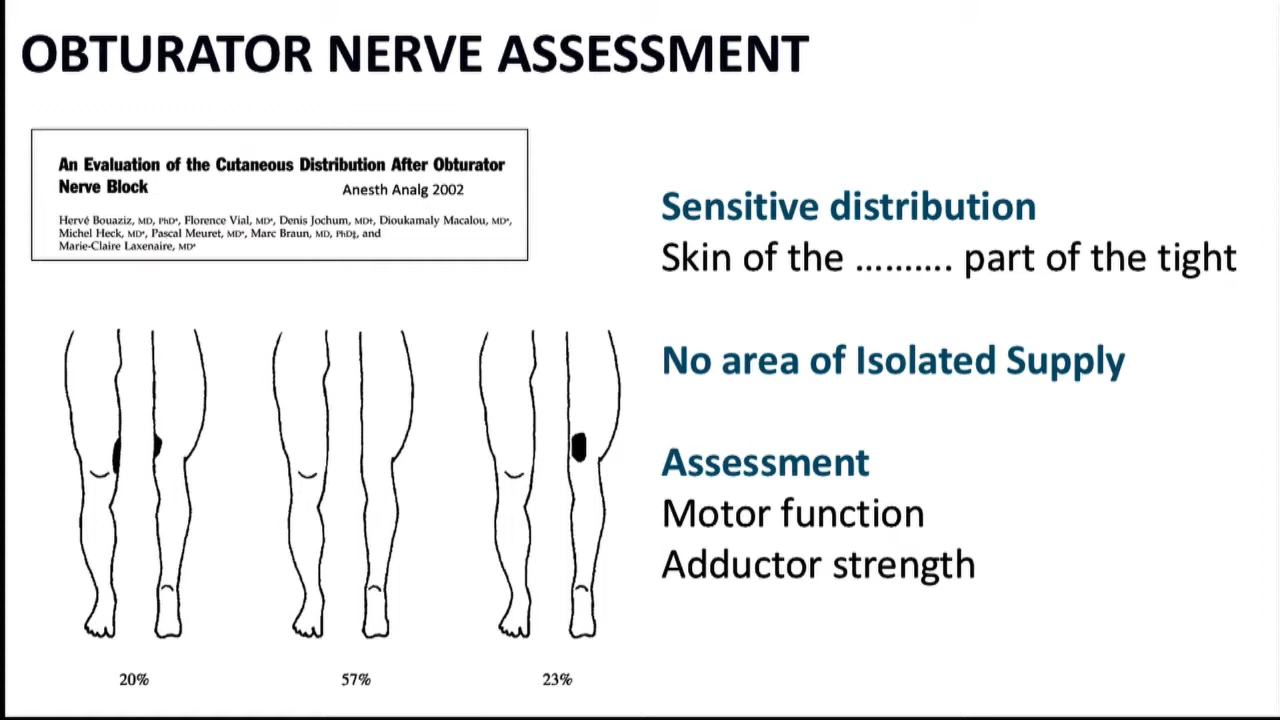 OBTURATOR NERVE ASSESSMENT
An Evaluation of the Cutaneous Distribution After Obturator
Nerve Block
Anesth Analg 2002
Hervé Bouaziz, MD, PhD*, Florence Vial, MD*, Denis Jochum, MD†, Dioukamaly Macalou, MD*,
Michel Heck, MD*, Pascal Meuret, MD*, Marc Braun, MD, PhD‡, and
Marie-Claire Laxenaire, MD*
Sensitive distribution
Skin of the .......... part of the tight
No area of Isolated Supply
Assessment
Motor function
Adductor strength
20%
57%
23%